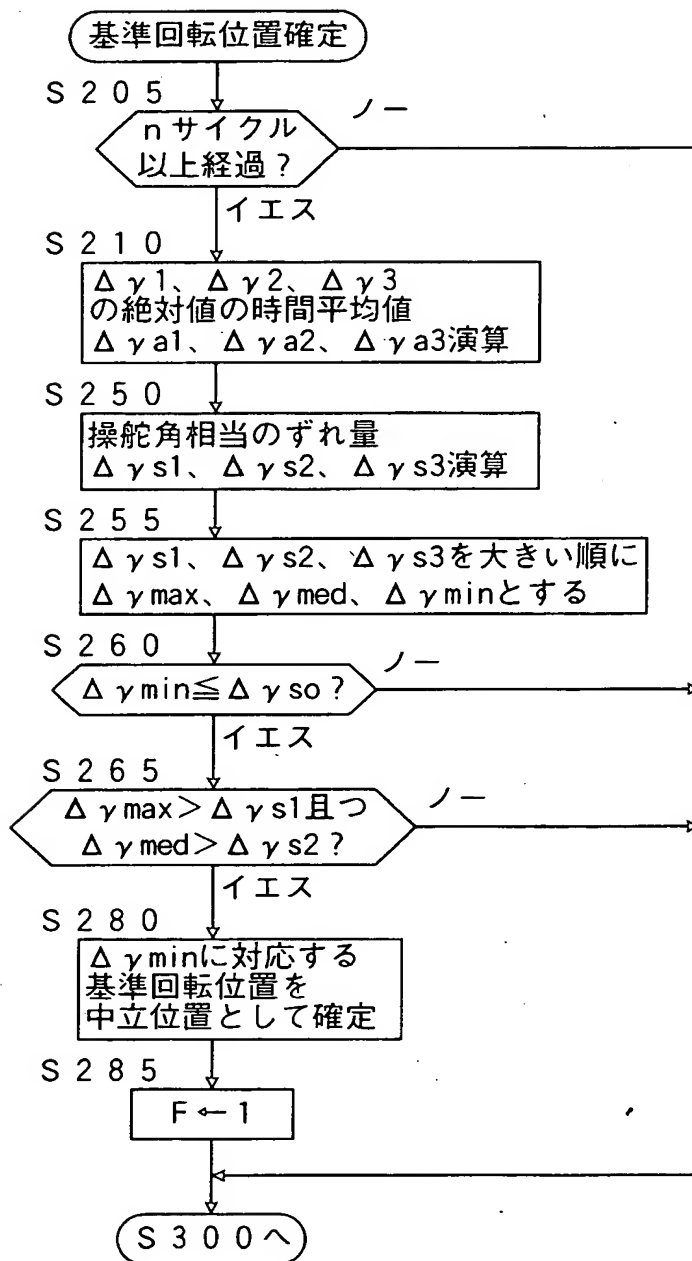 基準回転位置確定
S205
ノー
nサイクル
以上経過?
イエス
S210
Δγ1、Δγ2、Δγ3
の絶対値の時間平均値
Δγa1、Δγa2、Δγa3演算
S250
操舵角相当のずれ量
Δγs1、Δγs2、Δγs3演算
S255
Δγs1、Δγs2、Δγs3を大きい順に
Δγmax、Δγmed、Δγminとする
S260
ノー
Δγmin≦Δγso?
イエス
S265
ノー
Δγmax>Δγs1且つ
Δγmed>Δγs2?
イエス
S280
Δγminに対応する
基準回転位置を
中立位置として確定
S285
F←1
S300へ